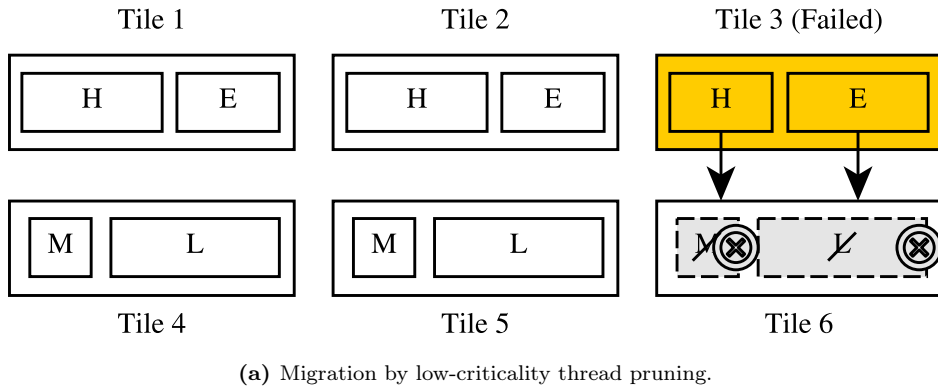 Tile 1 Tile 2 Tile 3 (Failed)
H E H E H E
M L M L M L
Tile 4 Tile 5 Tile 6
(a) Migration by low-criticality thread pruning.